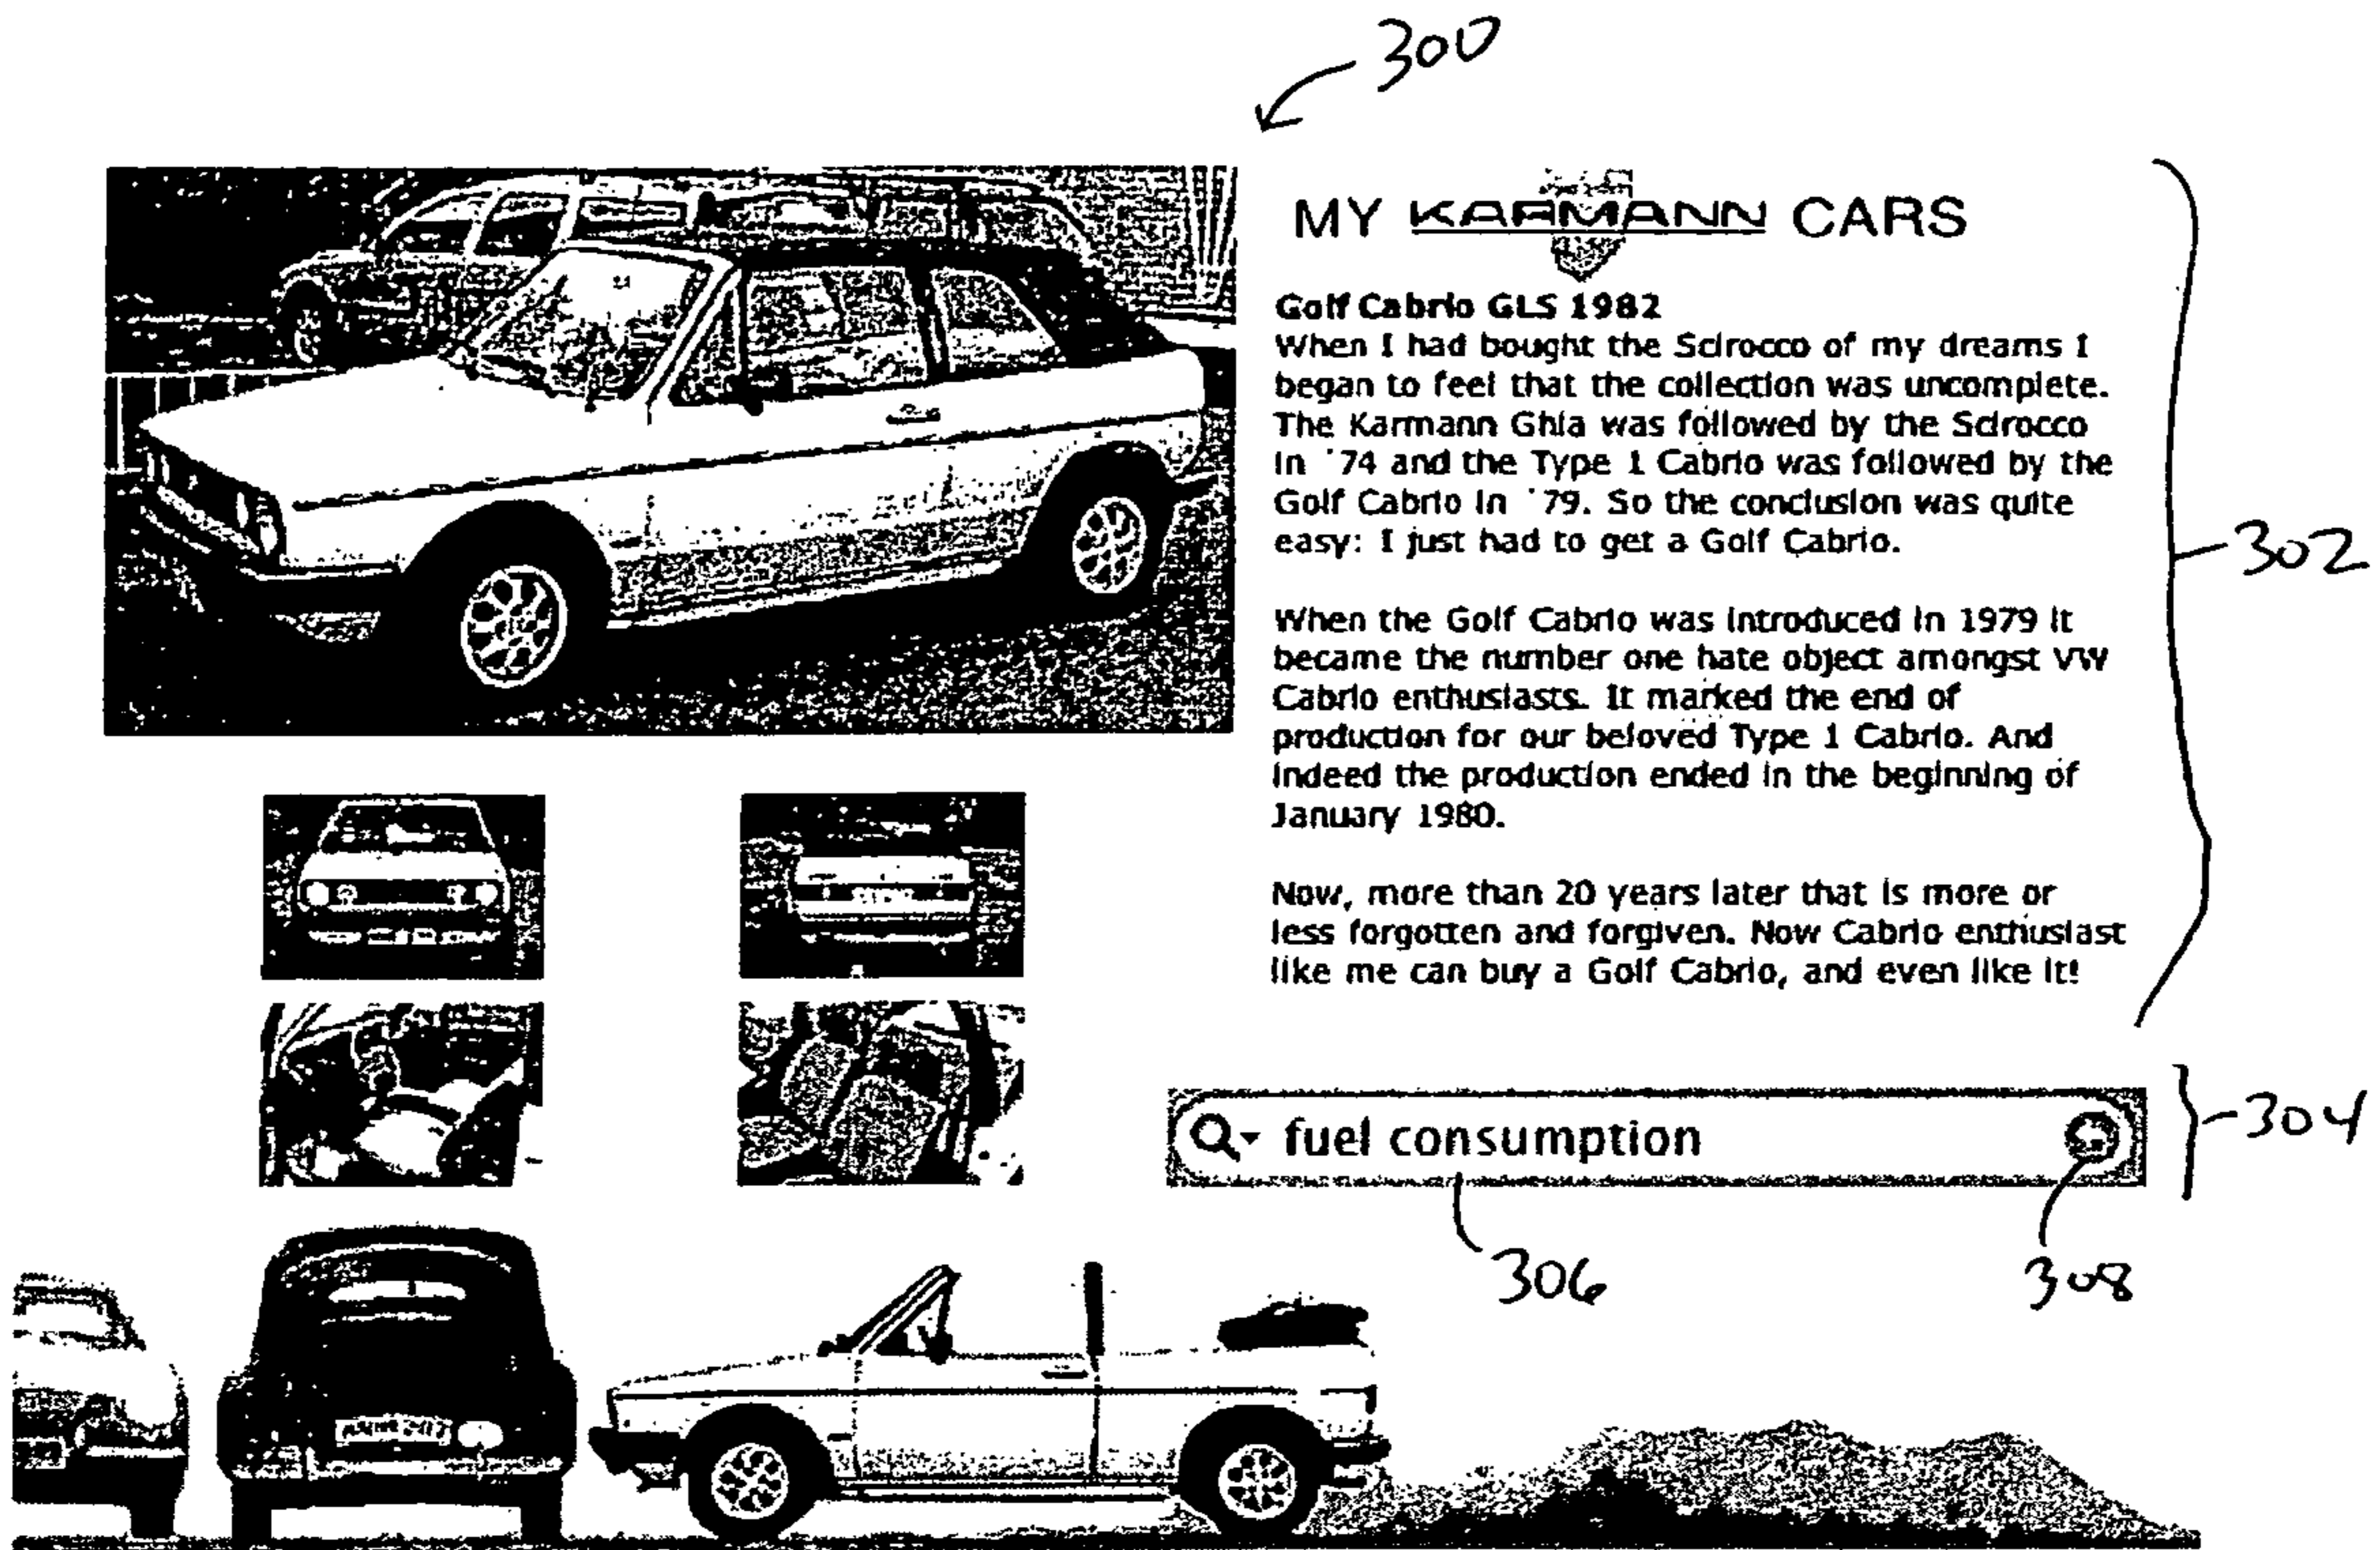 300
MY KARMANN CARS
Golf Cabrio GLS 1982
When I had bought the Scirocco of my dreams I
began to feel that the collection was uncomplete.
The Karmann Ghia was followed by the Scirocco
in '74 and the Type 1 Cabrio was followed by the
Golf Cabrio in '79. So the conclusion was quite
easy: I just had to get a Golf Cabrio.
302
When the Golf Cabrio was introduced in 1979 it
became the number one hate object amongst VW
Cabrio enthusiasts. It marked the end of
production for our beloved Type 1 Cabrio. And
indeed the production ended in the beginning of
January 1980.
Now, more than 20 years later that is more or
less forgotten and forgiven. Now Cabrio enthusiast
like me can buy a Golf Cabrio, and even like it!
fuel consumption
304
306
308